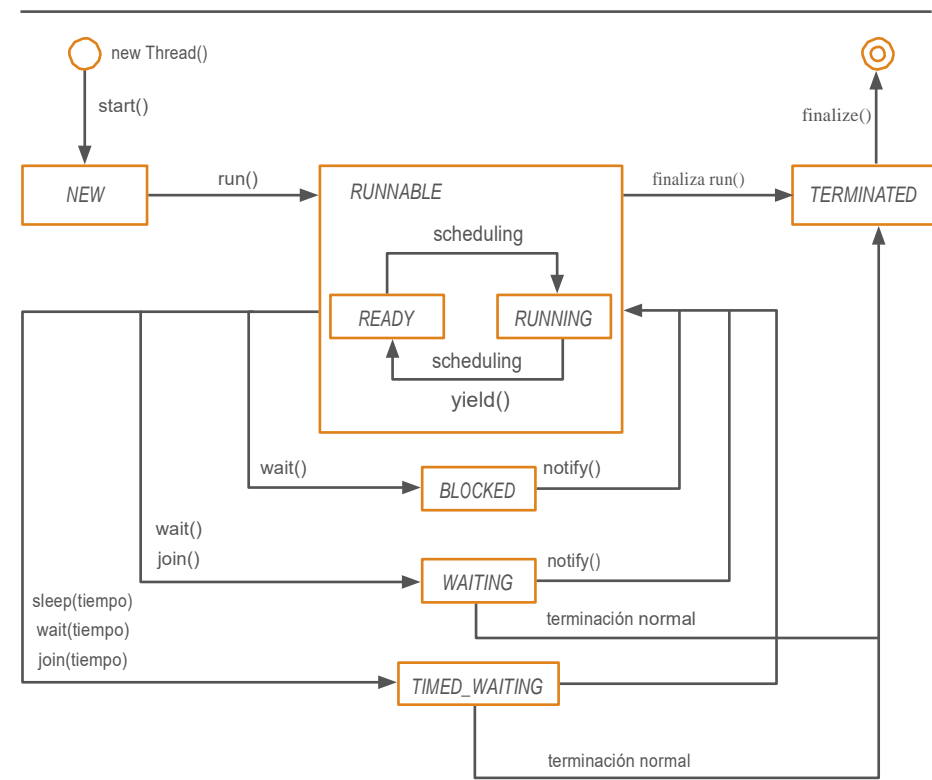 new Thread()
start()
finalize()
NEW
run()
RUNNABLE
finaliza run()
TERMINATED
scheduling
READY
RUNNING
scheduling
yield()
wait()
BLOCKED
notify()
wait()
join()
WAITING
notify()
sleep(tiempo)
wait(tiempo)
join(tiempo)
terminación normal
TIMED_WAITING
terminación normal